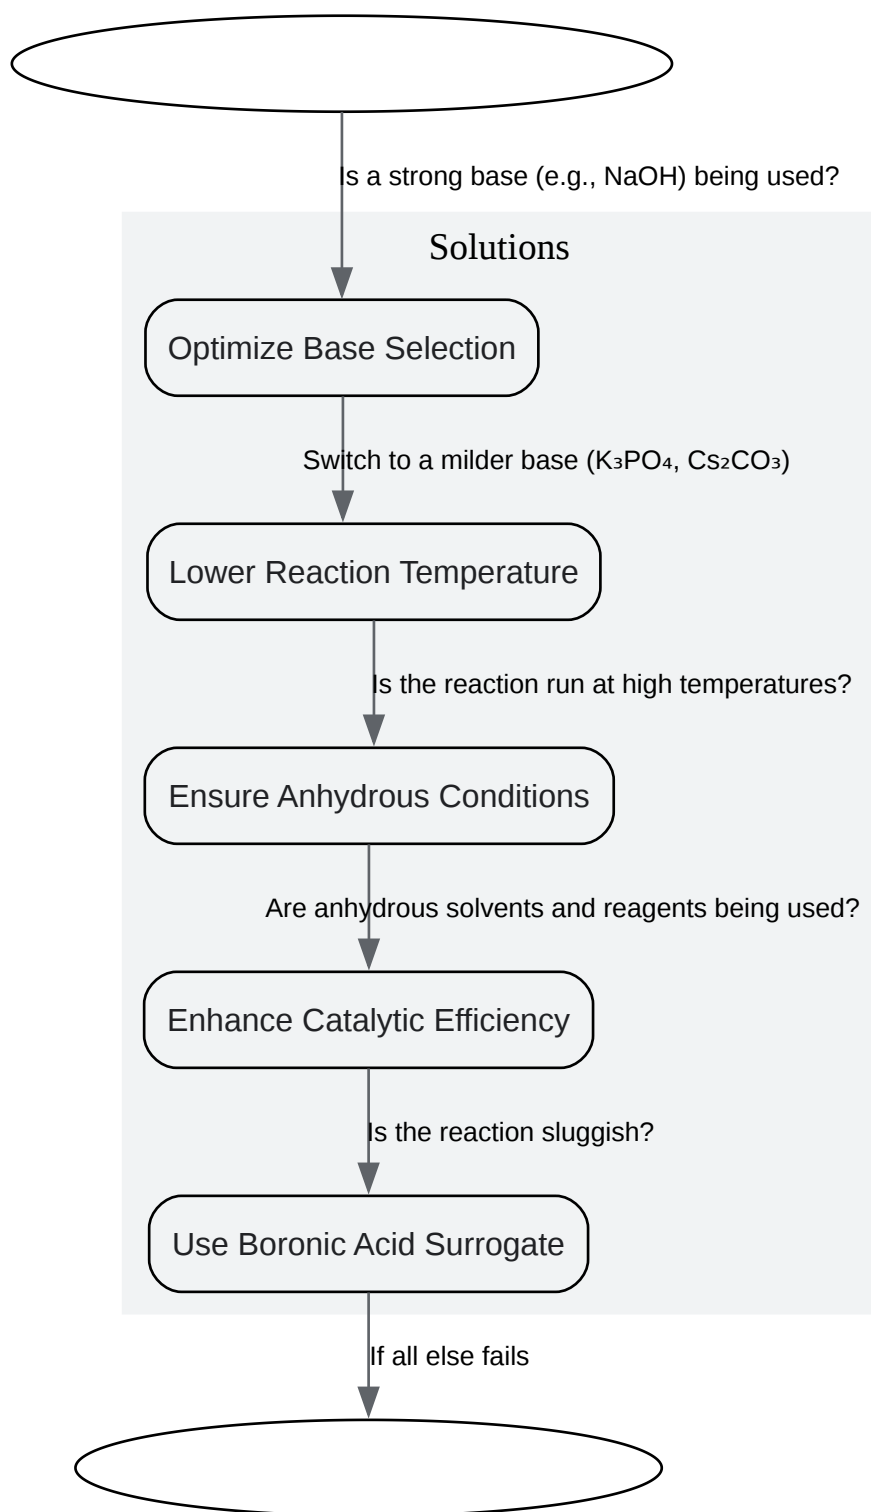 Is a strong base (e.g., NaOH) being used?
Solutions
Optimize Base Selection
Switch to a milder base (K₃PO₄, Cs₂CO₃)
Lower Reaction Temperature
Is the reaction run at high temperatures?
Ensure Anhydrous Conditions
Are anhydrous solvents and reagents being used?
Enhance Catalytic Efficiency
Is the reaction sluggish?
Use Boronic Acid Surrogate
If all else fails